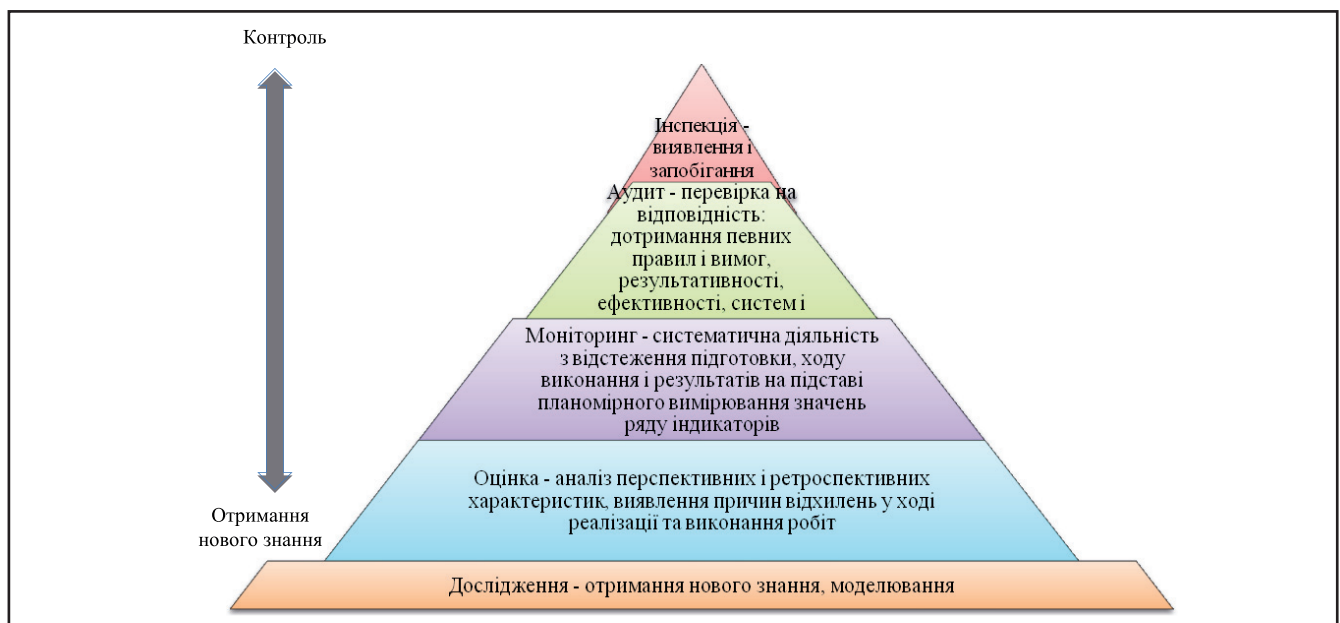 Контроль
Інспекція -
виявлення і
запобігання
Аудит - перевірка на
відповідність:
дотримання певних
правил і вимог,
результативності,
ефективності, систем і
Моніторинг - систематична діяльність
з відстеження підготовки, ходу
виконання і результатів на підставі
планомірного вимірювання значень
ряду індикаторів
Оцінка - аналіз перспективних і ретроспективних
характеристик, виявлення причин відхилень у ході
реалізації та виконання робіт
Отримання
нового знання
Дослідження - отримання нового знання, моделювання